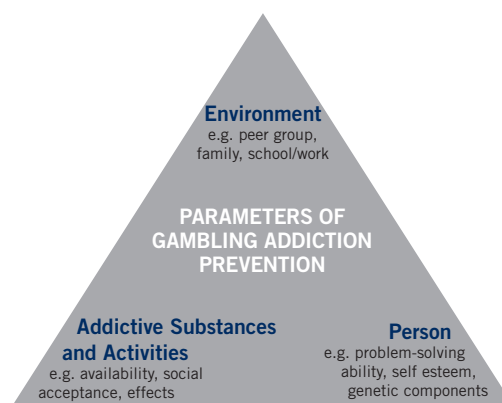 Environment
e.g. peer group,
family, school/work
PARAMETERS OF
GAMBLING ADDICTION
PREVENTION
Addictive Substances
and Activities
e.g. availability, social
acceptance, effects
Person
e.g. problem-solving
ability, self esteem,
genetic components